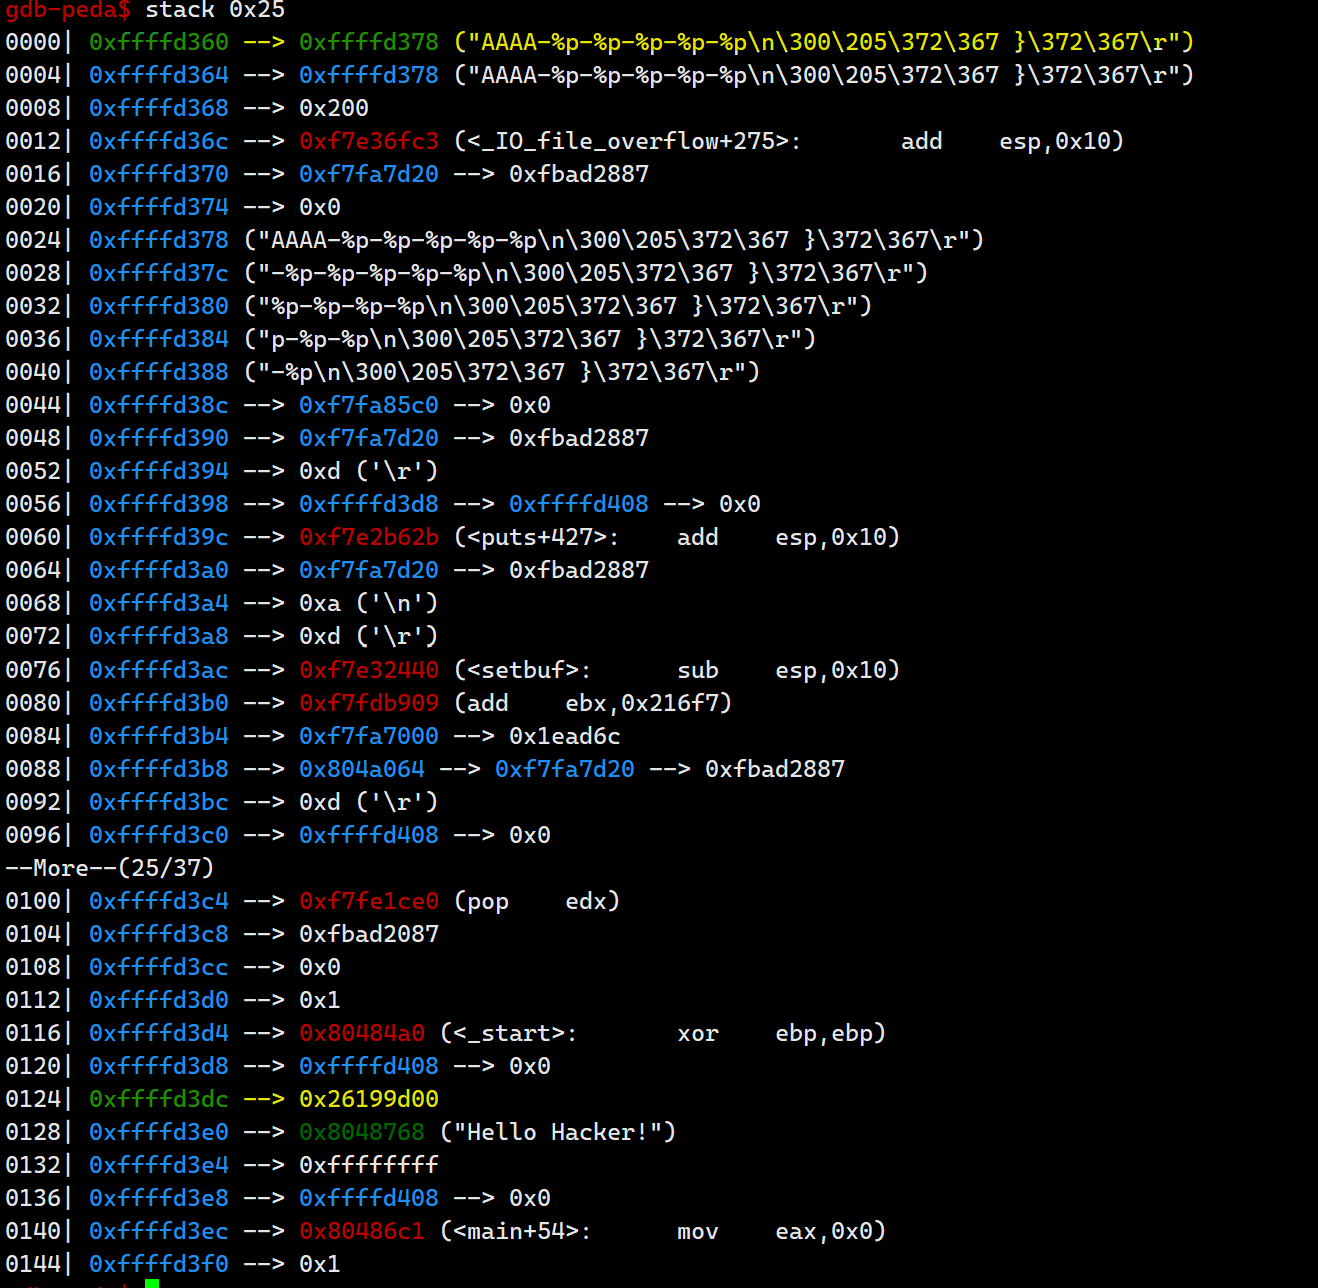 gdb-peda$ stack 0x25
0000| 0xffffd360 --> 0xffffd378 ("AAAA-%p-%p-%p-%p-%p\n\300\205\372\367 }\372\367\r")
0004| 0xffffd364 --> 0xffffd378 ("AAAA-%p-%p-%p-%p-%p\n\300\205\372\367 }\372\367\r")
0008| 0xffffd368 --> 0x200
0012| 0xffffd36c --> 0xf7e36fc3 (<_IO_file_overflow+275>:       add    esp,0x10)
0016| 0xffffd370 --> 0xf7fa7d20 --> 0xfbad2887
0020| 0xffffd374 --> 0x0
0024| 0xffffd378 ("AAAA-%p-%p-%p-%p-%p\n\300\205\372\367 }\372\367\r")
0028| 0xffffd37c ("-%p-%p-%p-%p-%p\n\300\205\372\367 }\372\367\r")
0032| 0xffffd380 ("%p-%p-%p-%p\n\300\205\372\367 }\372\367\r")
0036| 0xffffd384 ("p-%p-%p\n\300\205\372\367 }\372\367\r")
0040| 0xffffd388 ("-%p\n\300\205\372\367 }\372\367\r")
0044| 0xffffd38c --> 0xf7fa85c0 --> 0x0
0048| 0xffffd390 --> 0xf7fa7d20 --> 0xfbad2887
0052| 0xffffd394 --> 0xd ('\r')
0056| 0xffffd398 --> 0xffffd3d8 --> 0xffffd408 --> 0x0
0060| 0xffffd39c --> 0xf7e2b62b (<puts+427>:    add    esp,0x10)
0064| 0xffffd3a0 --> 0xf7fa7d20 --> 0xfbad2887
0068| 0xffffd3a4 --> 0xa ('\n')
0072| 0xffffd3a8 --> 0xd ('\r')
0076| 0xffffd3ac --> 0xf7e32440 (<setbuf>:      sub    esp,0x10)
0080| 0xffffd3b0 --> 0xf7fdb909 (add    ebx,0x216f7)
0084| 0xffffd3b4 --> 0xf7fa7000 --> 0x1ead6c
0088| 0xffffd3b8 --> 0x804a064 --> 0xf7fa7d20 --> 0xfbad2887
0092| 0xffffd3bc --> 0xd ('\r')
0096| 0xffffd3c0 --> 0xffffd408 --> 0x0
--More--(25/37)
0100| 0xffffd3c4 --> 0xf7fe1ce0 (pop    edx)
0104| 0xffffd3c8 --> 0xfbad2087
0108| 0xffffd3cc --> 0x0
0112| 0xffffd3d0 --> 0x1
0116| 0xffffd3d4 --> 0x80484a0 (<_start>:       xor    ebp,ebp)
0120| 0xffffd3d8 --> 0xffffd408 --> 0x0
0124| 0xffffd3dc --> 0x26199d00
0128| 0xffffd3e0 --> 0x8048768 ("Hello Hacker!")
0132| 0xffffd3e4 --> 0xffffffff
0136| 0xffffd3e8 --> 0xffffd408 --> 0x0
0140| 0xffffd3ec --> 0x80486c1 (<main+54>:      mov    eax,0x0)
0144| 0xffffd3f0 --> 0x1